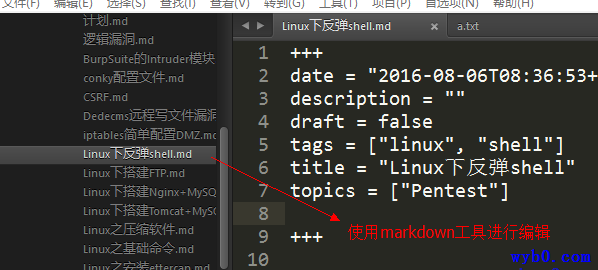 文件(F) 编辑(E) 选择(S) 查找(I) 查看(V) 转到(G) 工具(T) 项目(P) 首选项(N) 帮助(H)
计划.md
逻辑漏洞.md
BurpSuite的Intruder模块
conky配置文件.md
CSRF.md
Dedecms远程写文件漏洞
iptables简单配置DMZ.md
Linux下反弹shell.md
Linux下搭建FTP.md
Linux下搭建Nginx+MySQ
Linux下搭建Tomcat+MyS
Linux之压缩软件.md
Linux之基础命令.md
Linux之安装ettercap.md
Linux下反弹shell.md × a.txt
1 +++
2 date = "2016-08-06T08:36:53+
3 description = ""
4 draft = false
5 tags = ["linux", "shell"]
6 title = "Linux下反弹shell"
7 topics = ["Pentest"]
8
9 +++
10
使用markdown工具进行编辑